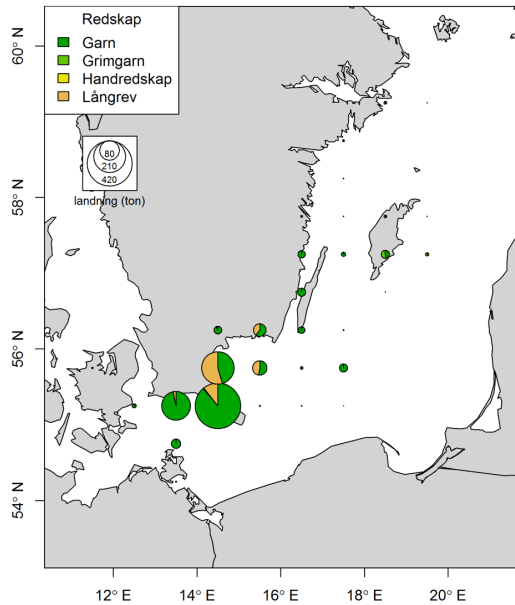 Redskap
Garn
Grimgarn
Handredskap
Långrev
80
210
420
landning (ton)
60° N
58° N
56° N
54° N
12° E 14° E 16° E 18° E 20° E